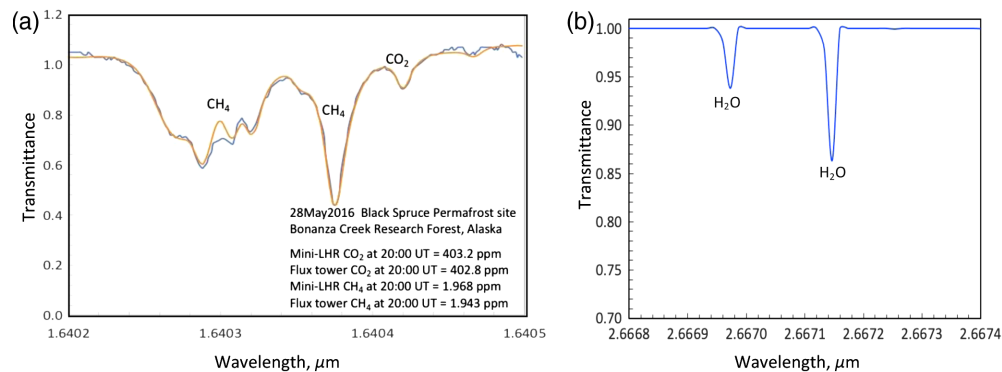 (a)
1.2
1.0
0.8
0.6
0.4
0.2
0.0
Transmittance
CH₄
CH₄
CO₂
28May2016 Black Spruce Permafrost site
Bonanza Creek Research Forest, Alaska
Mini-LHR CO₂ at 20:00 UT = 403.2 ppm
Flux tower CO₂ at 20:00 UT = 402.8 ppm
Mini-LHR CH₄ at 20:00 UT = 1.968 ppm
Flux tower CH₄ at 20:00 UT = 1.943 ppm
1.6402 1.6403 1.6404 1.6405
Wavelength, μm
(b)
1.00
0.95
0.90
0.85
0.80
0.75
0.70
Transmittance
H₂O
H₂O
2.6668 2.6669 2.6670 2.6671 2.6672 2.6673 2.6674
Wavelength, μm